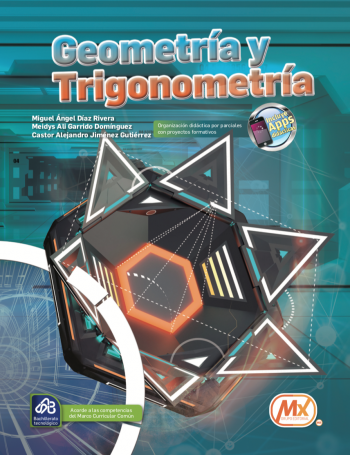 Geometría y
Trigonometría
Miguel Ángel Díaz Rivera
Meidys Alí Garrido Domínguez
Castor Alejandro Jiménez Gutiérrez
Organización didáctica por parciales
con proyectos formativos
Apps
Bachillerato
tecnológico
Acorde a las competencias
del Marco Curricular Común
Mx